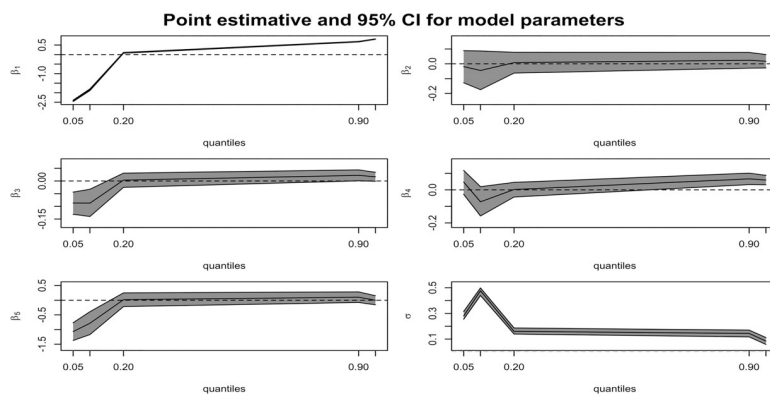 Point estimative and 95% CI for model parameters
β1
0.5
-1.0
-2.5
0.05
0.20
0.90
quantiles
β2
0.0
-0.2
0.05
0.20
0.90
quantiles
β3
0.00
-0.15
0.05
0.20
0.90
quantiles
β4
0.0
-0.2
0.05
0.20
0.90
quantiles
β5
0.5
-0.5
-1.5
0.05
0.20
0.90
quantiles
σ
0.5
0.3
0.1
0.05
0.20
0.90
quantiles